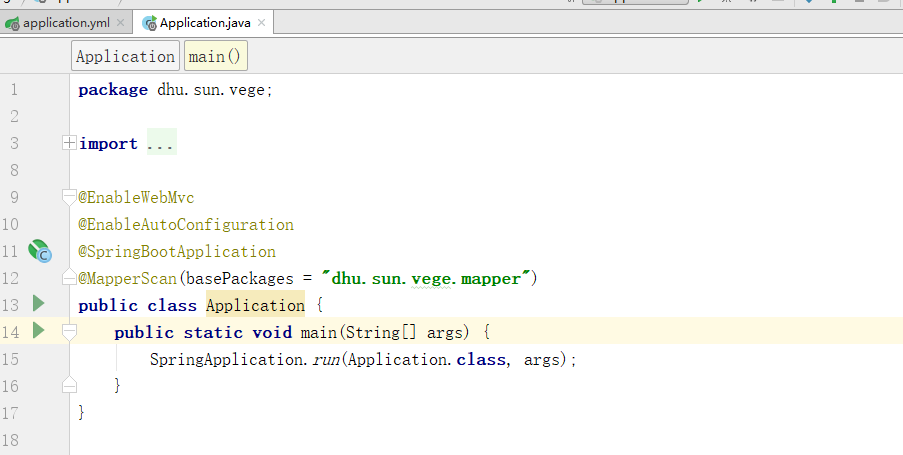 application.yml × Application.java ×
Application main()
1 package dhu.sun.vege;
2
3 import ...
8
9 @EnableWebMvc
10 @EnableAutoConfiguration
11 @SpringBootApplication
12 @MapperScan(basePackages = "dhu.sun.vege.mapper")
13 public class Application {
14 public static void main(String[] args) {
15 SpringApplication.run(Application.class, args);
16 }
17 }
18